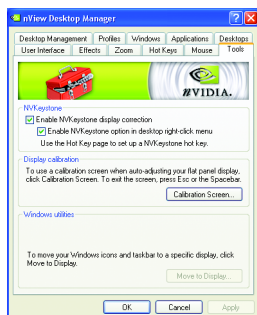 nView Desktop Manager
Desktop Management Profiles Windows Applications Desktops
User Interface Effects Zoom Hot Keys Mouse Tools
NVIDIA.
NVKeystone
Enable NVKeystone display correction
Enable NVKeystone option in desktop right-click menu
Use the Hot Key page to set up a NVKeystone hot key.
Display calibration
To use a calibration screen when auto-adjusting your flat panel display,
click Calibration Screen. To exit the screen, press Esc or the Spacebar.
Calibration Screen...
Windows utilities
To move your Windows icons and taskbar to a specific display, click
Move to Display.
Move to Display...
OK Cancel Apply